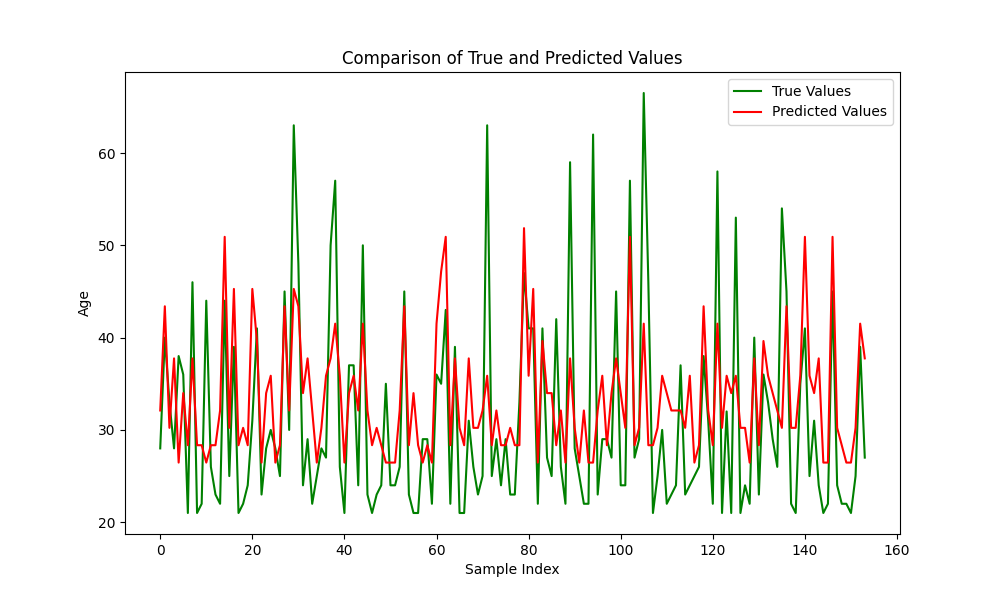 Comparison of True and Predicted Values
True Values
Predicted Values
Age
60
50
40
30
20
0 20 40 60 80 100 120 140 160
Sample Index